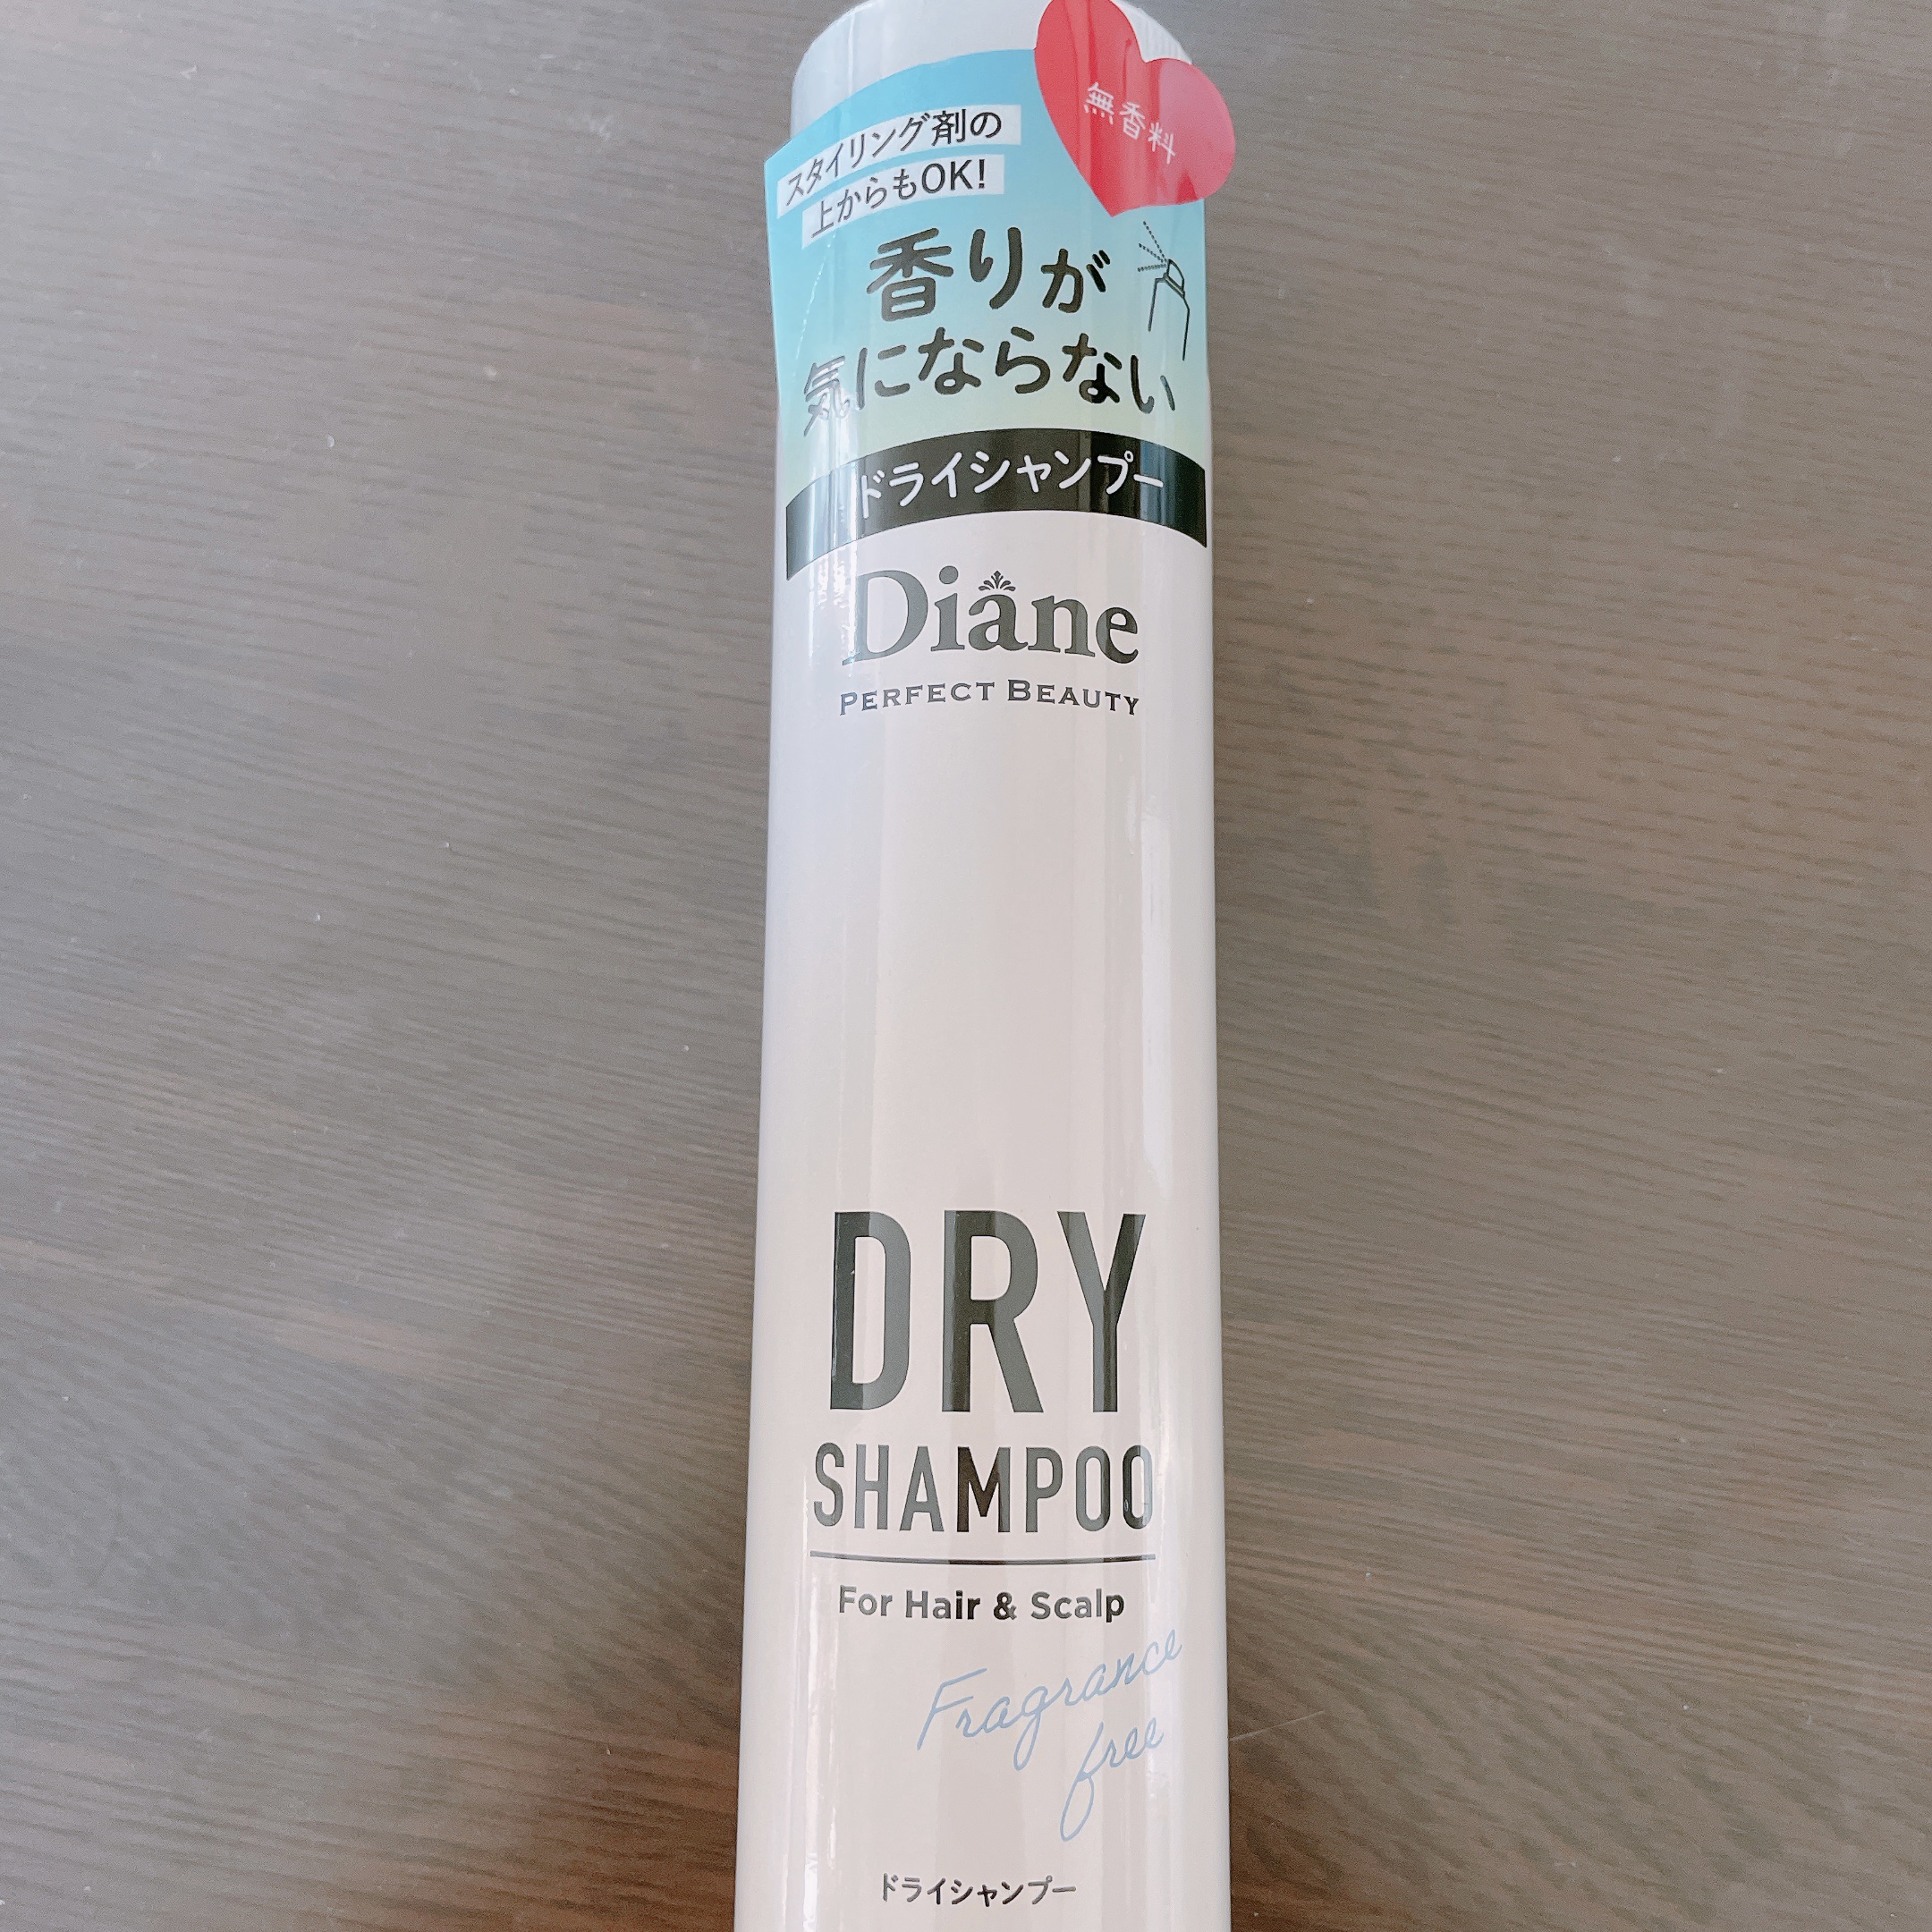 無香料
スタイリング剤の
上からもOK!
香りが
気にならない
ドライシャンプー
Diane
PERFECT BEAUTY
DRY
SHAMPOO
For Hair & Scalp
Fragrance
free
ドライシャンプー